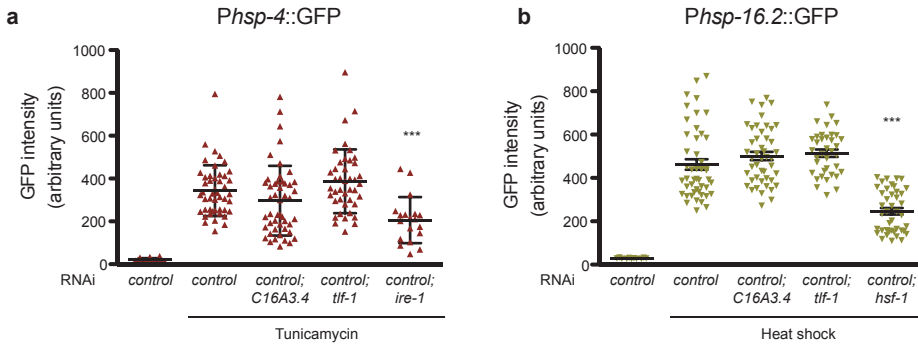 a
Phsp-4::GFP
GFP intensity
(arbitrary units)
1000
800
600
400
200
0
***
RNAi
control
control
control;
C16A3.4
control;
tlf-1
control;
ire-1
Tunicamycin
b
Phsp-16.2::GFP
GFP intensity
(arbitrary units)
1000
800
600
400
200
0
***
RNAi
control
control
control;
C16A3.4
control;
tlf-1
control;
hsf-1
Heat shock